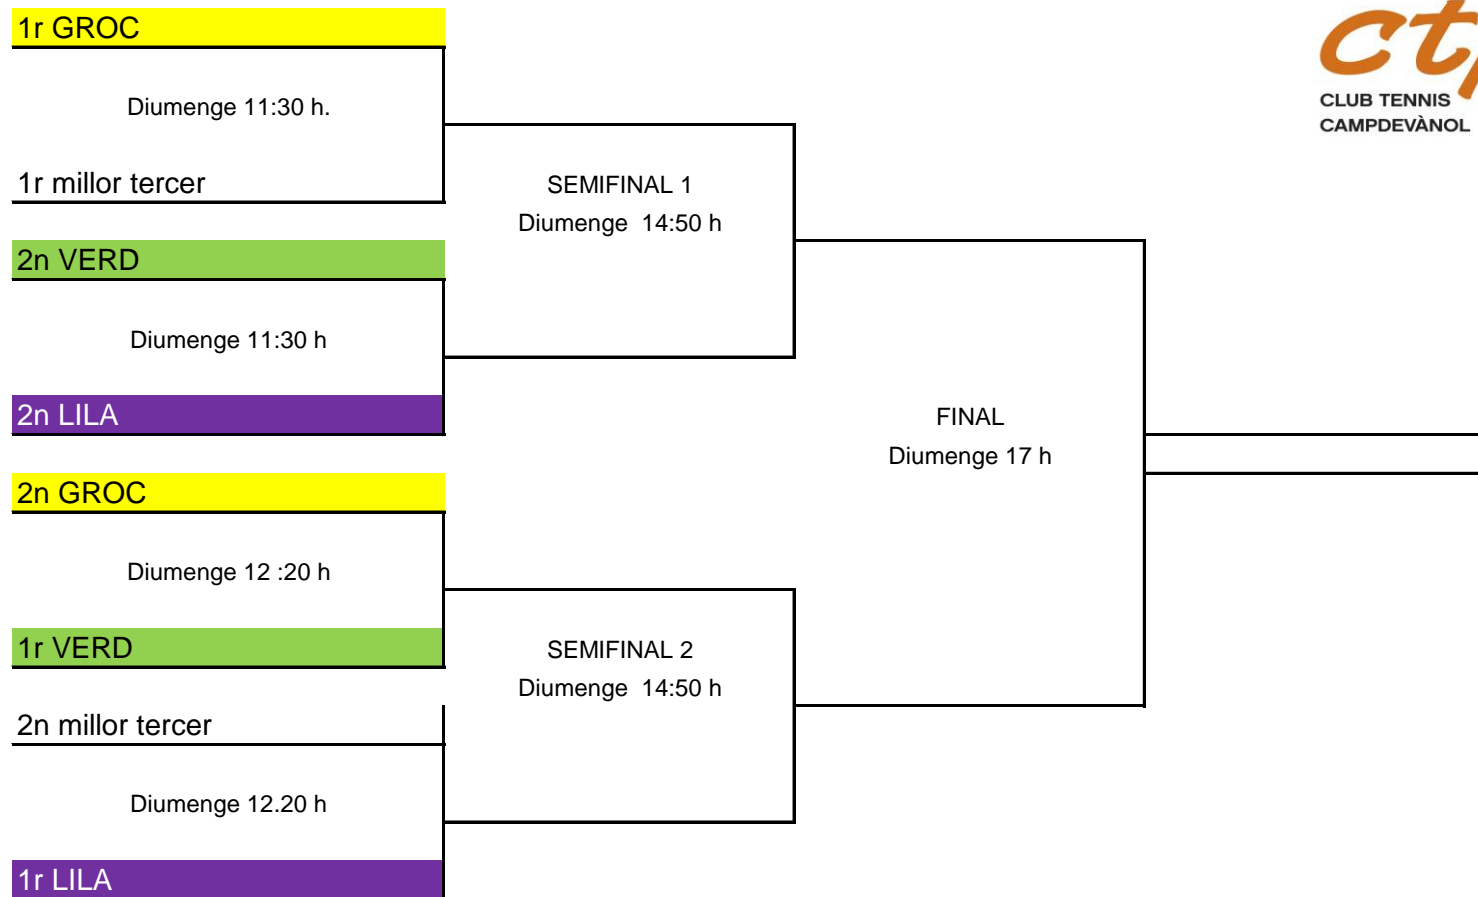 1r GROC
Diumenge 11:30 h.
1r millor tercer
2n VERD
Diumenge 11:30 h
2n LILA
2n GROC
Diumenge 12 :20 h
1r VERD
2n millor tercer
Diumenge 12.20 h
1r LILA
SEMIFINAL 1
Diumenge  14:50 h
SEMIFINAL 2
Diumenge  14:50 h
FINAL
Diumenge 17 h
CLUB TENNIS
CAMPDEVÀNOL